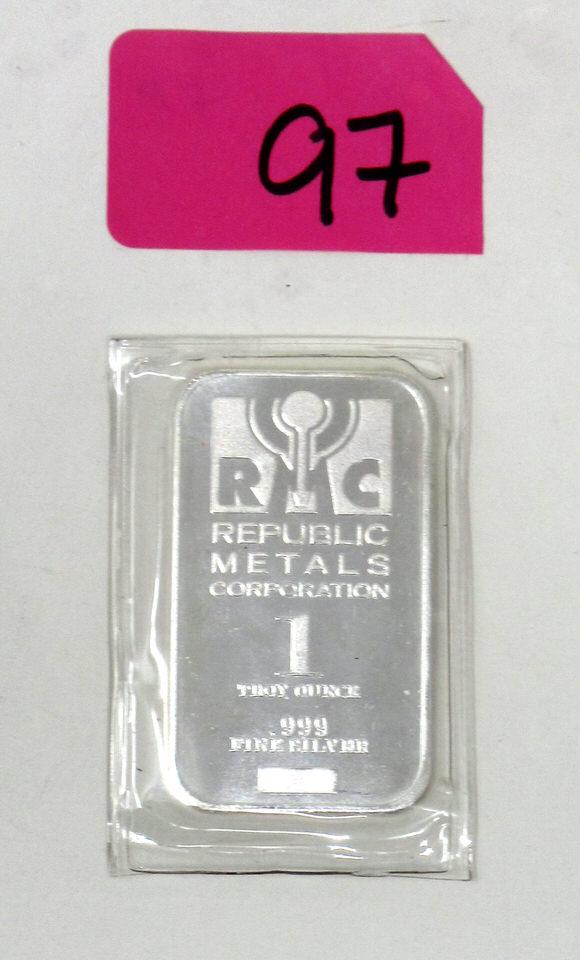 97
RMC
REPUBLIC
METALS
CORPORATION
1
TROY OUNCE
.999
FINE SILVER